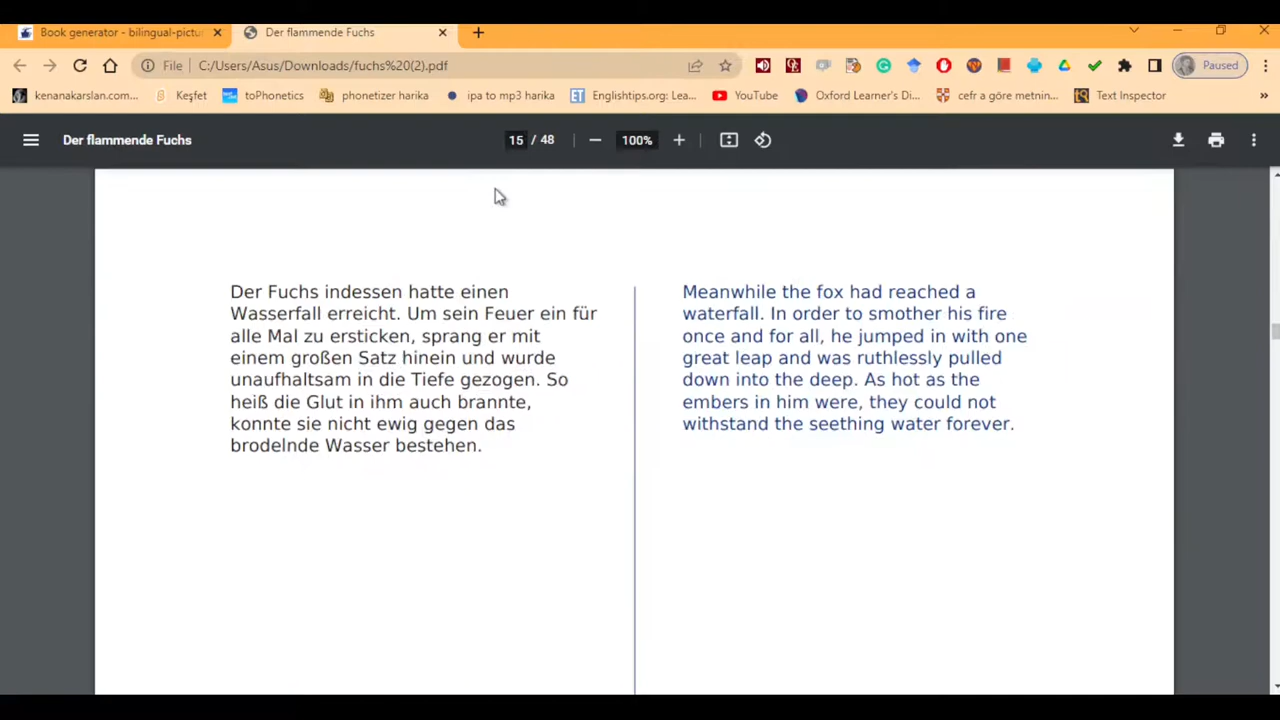 Book generator - bilingual-pictu
Der flammende Fuchs
File
C:/Users/Asus/Downloads/fuchs%20(2).pdf
Paused
kenanakarslan.com...
Keşfet
toPhonetics
phonetizer harika
ipa to mp3 harika
Englishtips.org: Lea...
YouTube
Oxford Learner's Di...
cefr a göre metnin...
Text Inspector
»
Der flammende Fuchs
15 / 48
100%
Der Fuchs indessen hatte einen
Wasserfall erreicht. Um sein Feuer ein für
alle Mal zu ersticken, sprang er mit
einem großen Satz hinein und wurde
unaufhaltsam in die Tiefe gezogen. So
heiß die Glut in ihm auch brannte,
konnte sie nicht ewig gegen das
brodelnde Wasser bestehen.
Meanwhile the fox had reached a
waterfall. In order to smother his fire
once and for all, he jumped in with one
great leap and was ruthlessly pulled
down into the deep. As hot as the
embers in him were, they could not
withstand the seething water forever.